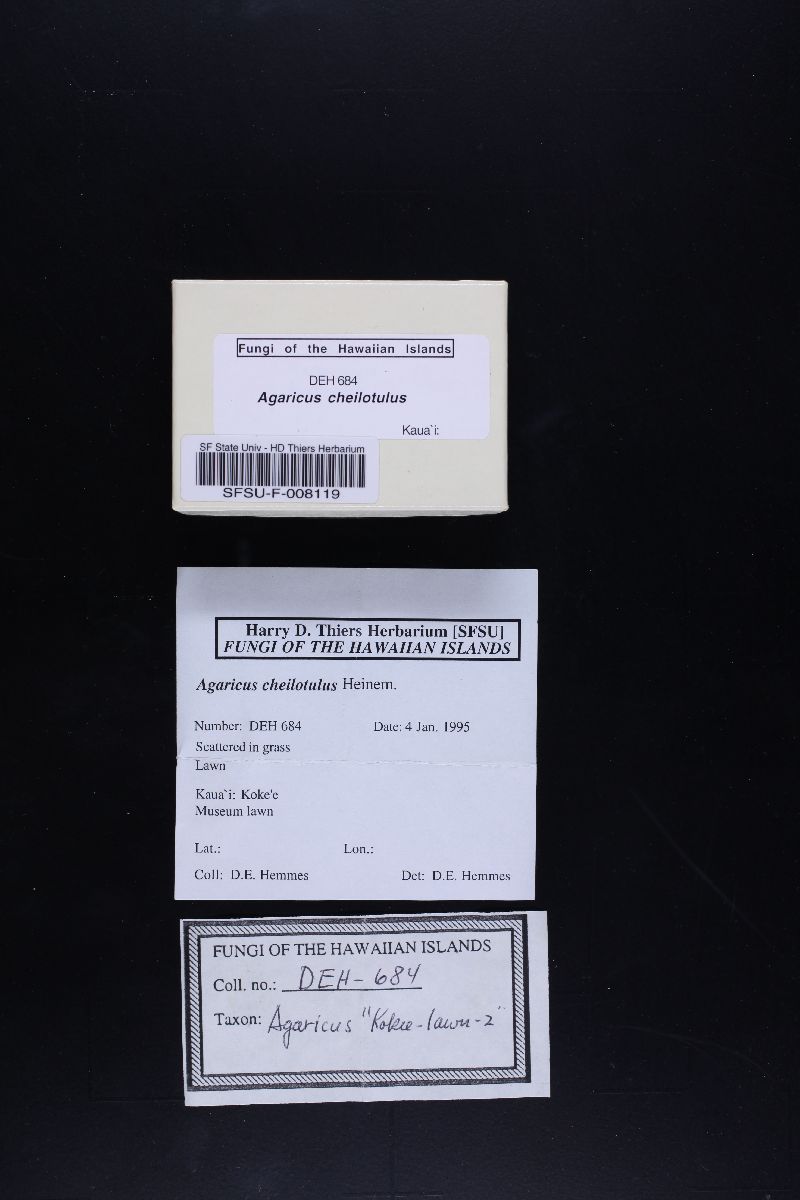 Fungi of the Hawaiian Islands
DEH 684
Agaricus cheilotulus
Kaua`i:
SF State Univ - HD Thiers Herbarium
SFSU-F-008119
Harry D. Thiers Herbarium [SFSU]
FUNGI OF THE HAWAIIAN ISLANDS
Agaricus cheilotulus Heinem.
Number: DEH 684 Date: 4 Jan. 1995
Scattered in grass
Lawn
Kaua`i: Koke'e
Museum lawn
Lat.: Lon.:
Coll: D.E. Hemmes Det: D.E. Hemmes
FUNGI OF THE HAWAIIAN ISLANDS
Coll. no.: DEH-684
Taxon: Agaricus "Kokee-lawn-2"